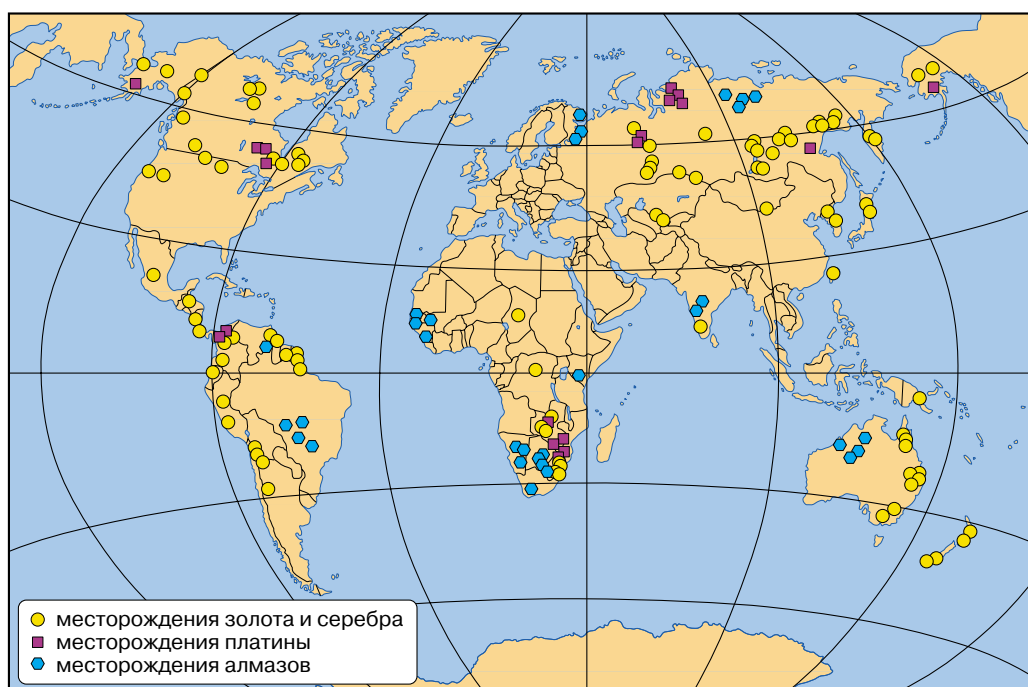 месторождения золота и серебра
месторождения платины
месторождения алмазов